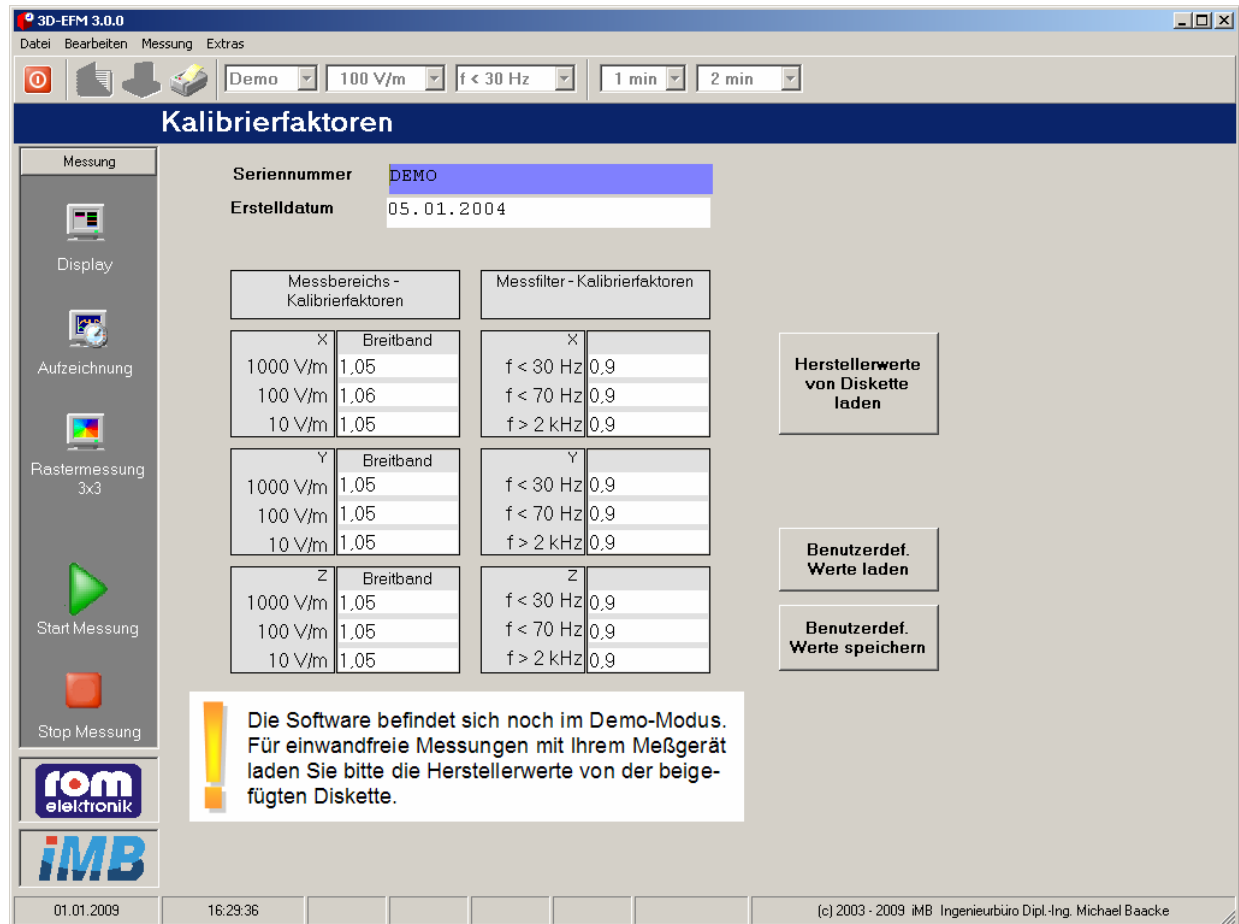 3D-EFM 3.0.0
Datei Bearbeiten Messung Extras
Demo 100 V/m f < 30 Hz 1 min 2 min
Kalibrierfaktoren
Messung
Display
Aufzeichnung
Rastermessung
3x3
Start Messung
Stop Messung
rom
elektronik
iMB
Seriennummer DEMO
Erstelldatum 05.01.2004
Messbereichs -
Kalibrierfaktoren
Messfilter - Kalibrierfaktoren
X Breitband
1000 V/m 1,05
100 V/m 1,06
10 V/m 1,05
X
f < 30 Hz 0,9
f < 70 Hz 0,9
f > 2 kHz 0,9
Y Breitband
1000 V/m 1,05
100 V/m 1,05
10 V/m 1,05
Y
f < 30 Hz 0,9
f < 70 Hz 0,9
f > 2 kHz 0,9
Z Breitband
1000 V/m 1,05
100 V/m 1,05
10 V/m 1,05
Z
f < 30 Hz 0,9
f < 70 Hz 0,9
f > 2 kHz 0,9
Herstellerwerte
von Diskette
laden
Benutzerdef.
Werte laden
Benutzerdef.
Werte speichern
Die Software befindet sich noch im Demo-Modus.
Für einwandfreie Messungen mit Ihrem Meßgerät
laden Sie bitte die Herstellerwerte von der beige-
fügten Diskette.
01.01.2009 16:29:36 (c) 2003 - 2009 iMB Ingenieurbüro Dipl.-Ing. Michael Baacke